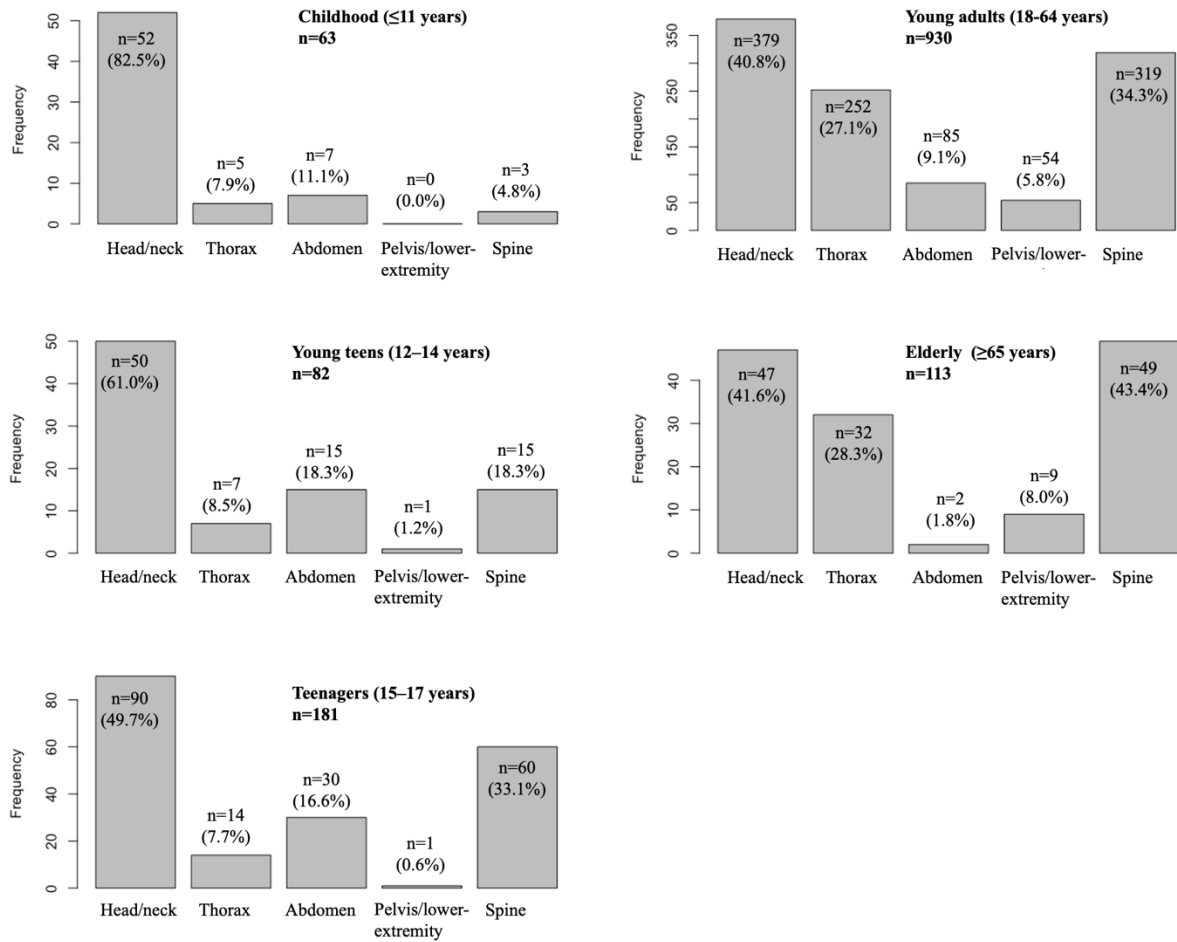 Childhood (≤11 years)
n=63
Frequency
50
40
30
20
10
0
n=52
(82.5%)
n=5
(7.9%)
n=7
(11.1%)
n=0
(0.0%)
n=3
(4.8%)
Head/neck
Thorax
Abdomen
Pelvis/lower-
extremity
Spine
Young adults (18-64 years)
n=930
Frequency
350
250
150
50
0
n=379
(40.8%)
n=252
(27.1%)
n=85
(9.1%)
n=54
(5.8%)
n=319
(34.3%)
Head/neck
Thorax
Abdomen
Pelvis/lower-
Spine
Young teens (12–14 years)
n=82
Frequency
50
40
30
20
10
0
n=50
(61.0%)
n=7
(8.5%)
n=15
(18.3%)
n=1
(1.2%)
n=15
(18.3%)
Head/neck
Thorax
Abdomen
Pelvis/lower-
extremity
Spine
Elderly (≥65 years)
n=113
Frequency
40
30
20
10
0
n=47
(41.6%)
n=32
(28.3%)
n=2
(1.8%)
n=9
(8.0%)
n=49
(43.4%)
Head/neck
Thorax
Abdomen
Pelvis/lower-
extremity
Spine
Teenagers (15–17 years)
n=181
Frequency
80
60
40
20
0
n=90
(49.7%)
n=14
(7.7%)
n=30
(16.6%)
n=1
(0.6%)
n=60
(33.1%)
Head/neck
Thorax
Abdomen
Pelvis/lower-
extremity
Spine